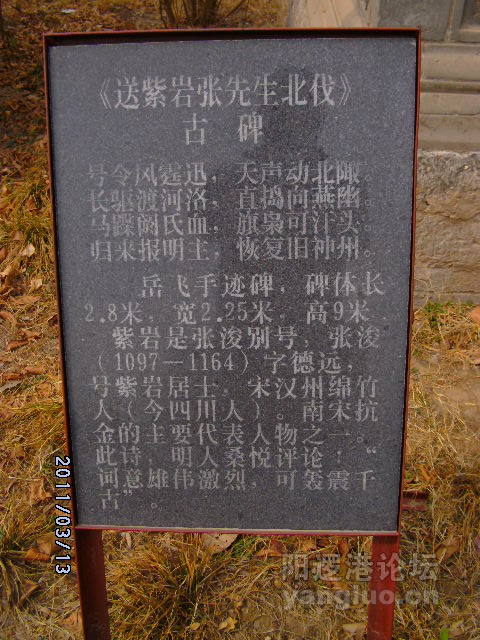 《送紫岩张先生北伐》
古碑
号令风霆迅，天声动北陬。
长驱渡河洛，直捣向燕幽。
马蹀阏氏血，旗枭可汗头。
归来报明主，恢复旧神州。
岳飞手迹碑，碑体长
2.8米，宽2.25米，高9米
紫岩是张浚别号，张浚
（1097—1164）字德远，
号紫岩居士，宋汉州绵竹
人（今四川人）。南宋抗
金的主要代表人物之一。
此诗，明人桑悦评论：“
词意雄伟激烈，可轰震千
古”。
2011/03/13
阳逻港论坛
yangluo.cn